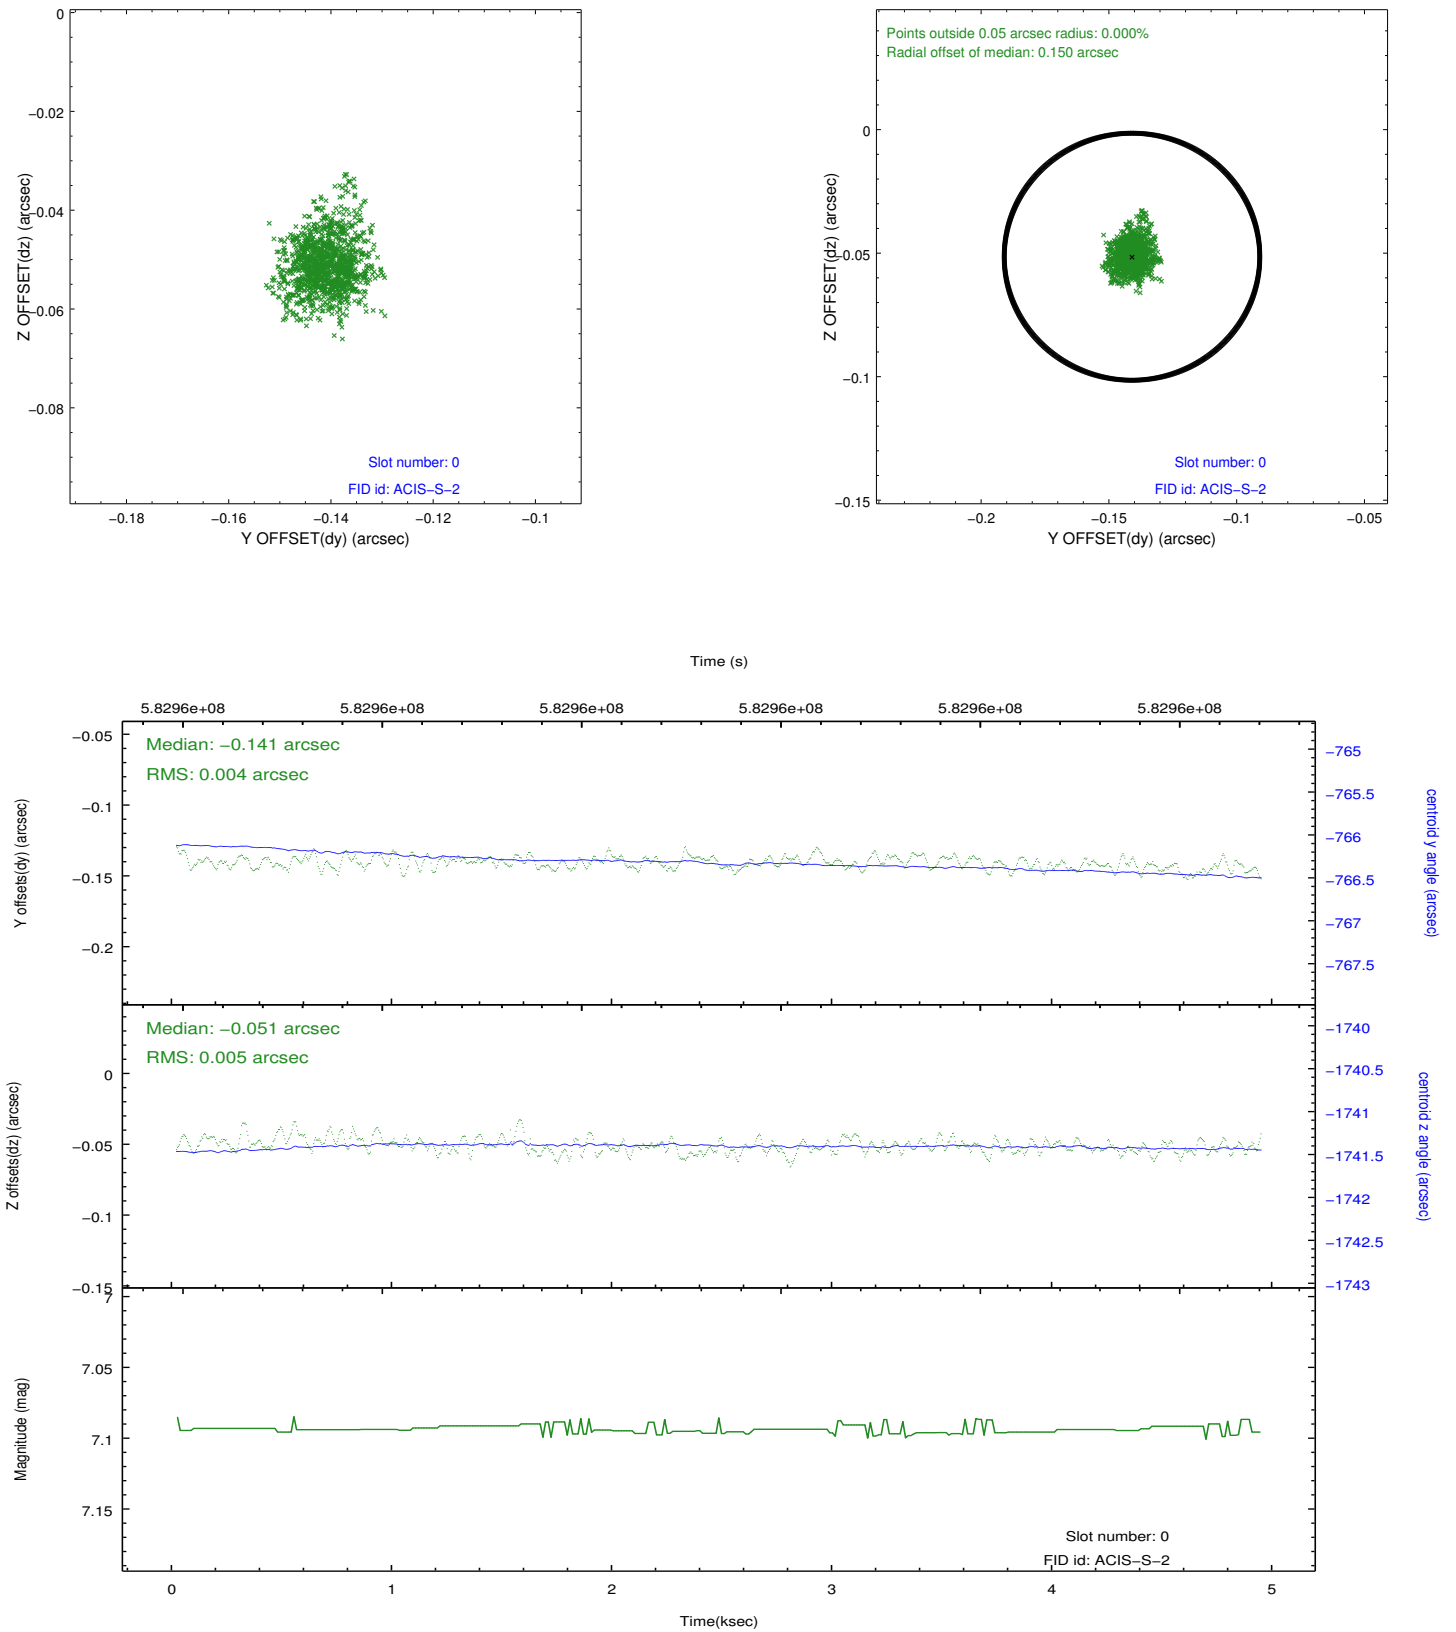 0
−0.02
−0.04
−0.06
−0.08
Z OFFSET(dz) (arcsec)
−0.18
−0.16
−0.14
−0.12
−0.1
Y OFFSET(dy) (arcsec)
Slot number: 0
FID id: ACIS−S−2
Points outside 0.05 arcsec radius: 0.000%
Radial offset of median: 0.150 arcsec
0
−0.05
−0.1
−0.15
Z OFFSET(dz) (arcsec)
−0.2
−0.15
−0.1
−0.05
Y OFFSET(dy) (arcsec)
Slot number: 0
FID id: ACIS−S−2
Time (s)
5.8296e+08
5.8296e+08
5.8296e+08
5.8296e+08
5.8296e+08
5.8296e+08
Median: −0.141 arcsec
RMS: 0.004 arcsec
−0.05
−0.1
−0.15
−0.2
Y offsets(dy) (arcsec)
−765
−765.5
−766
−766.5
−767
−767.5
centroid y angle (arcsec)
Median: −0.051 arcsec
RMS: 0.005 arcsec
0
−0.05
−0.1
−0.15
Z offsets(dz) (arcsec)
−1740
−1740.5
−1741
−1741.5
−1742
−1742.5
−1743
centroid z angle (arcsec)
7
7.05
7.1
7.15
Magnitude (mag)
Slot number: 0
FID id: ACIS−S−2
0
1
2
3
4
5
Time(ksec)